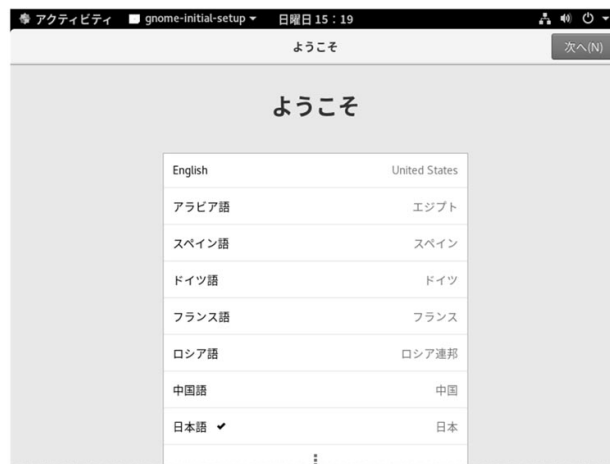 アクティビティ gnome-initial-setup 日曜日 15：19
ようこそ 次へ(N)
ようこそ
English United States
アラビア語 エジプト
スペイン語 スペイン
ドイツ語 ドイツ
フランス語 フランス
ロシア語 ロシア連邦
中国語 中国
日本語 ✔ 日本